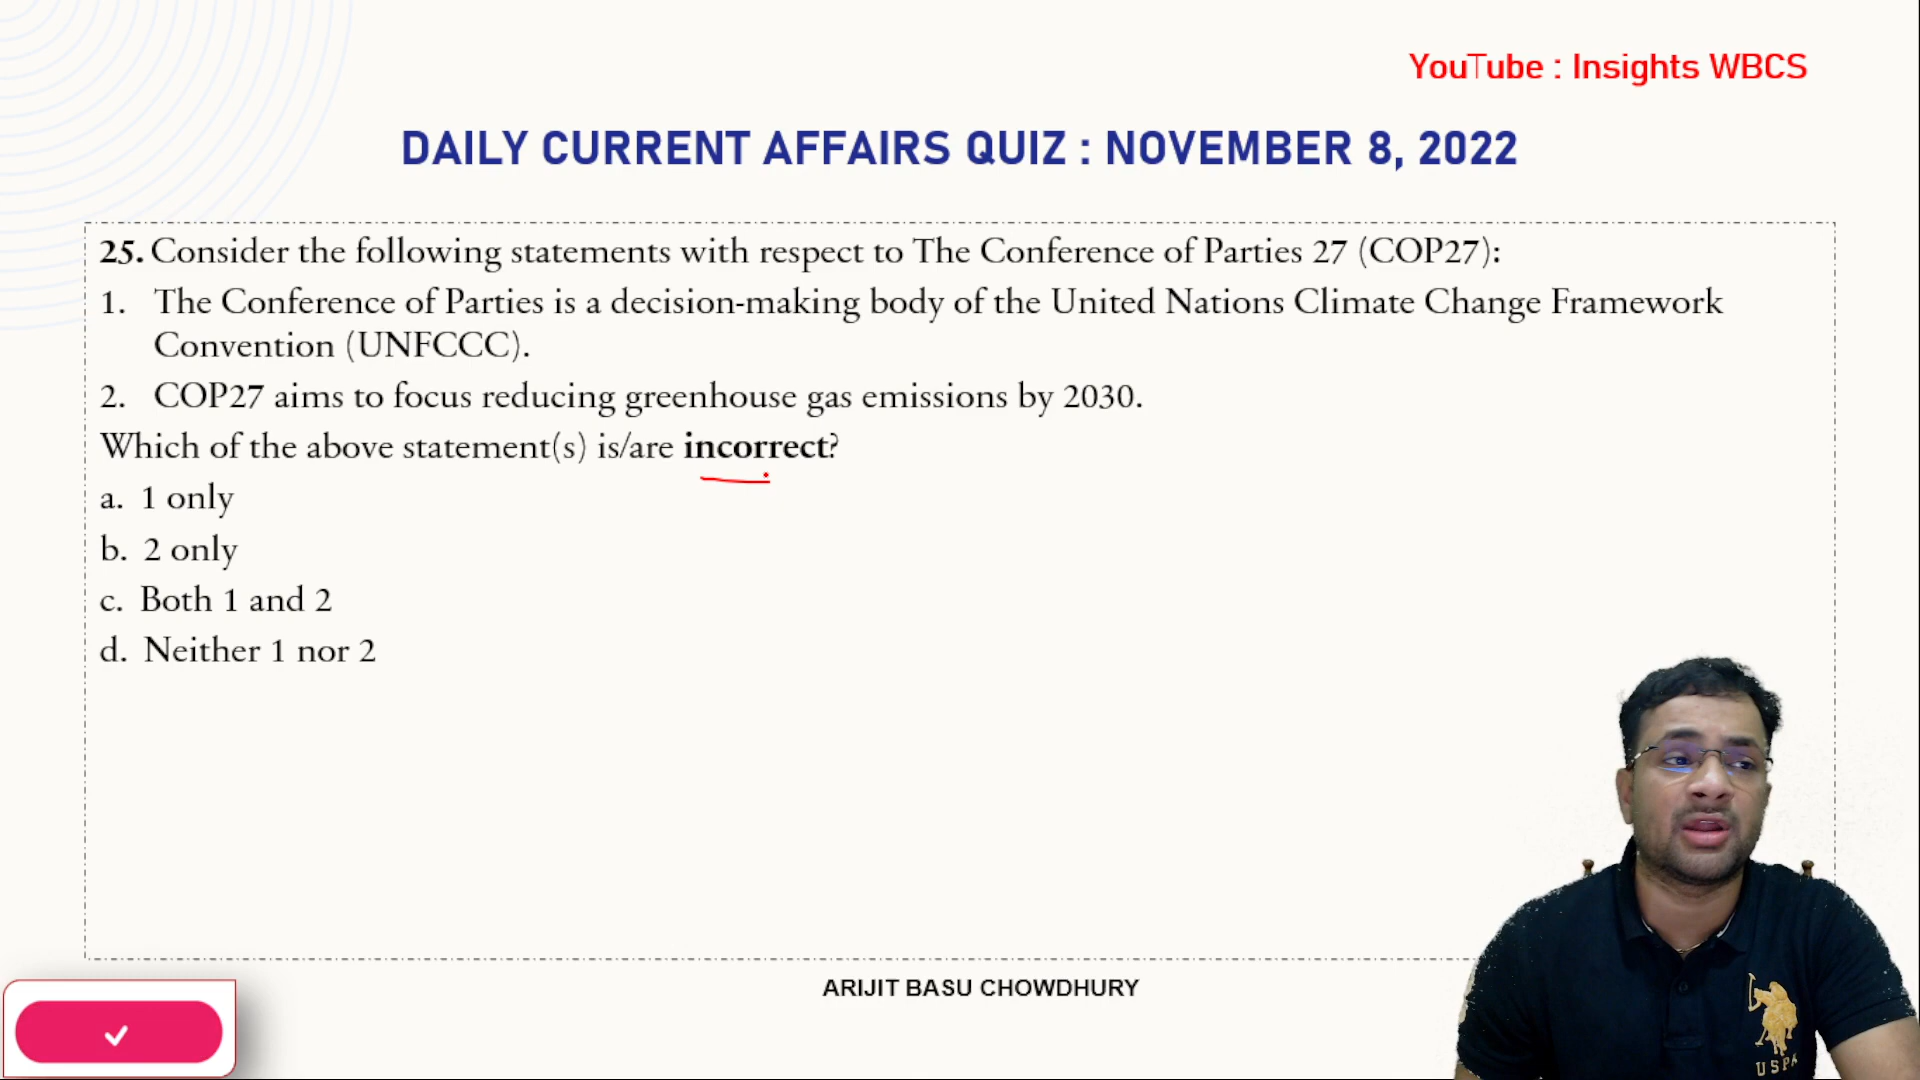 YouTube : Insights WBCS
DAILY CURRENT AFFAIRS QUIZ : NOVEMBER 8, 2022
25. Consider the following statements with respect to The Conference of Parties 27 (COP27):
1. The Conference of Parties is a decision-making body of the United Nations Climate Change Framework
Convention (UNFCCC).
2. COP27 aims to focus reducing greenhouse gas emissions by 2030.
Which of the above statement(s) is/are incorrect?
a. 1 only
b. 2 only
c. Both 1 and 2
d. Neither 1 nor 2
ARIJIT BASU CHOWDHURY
USPA